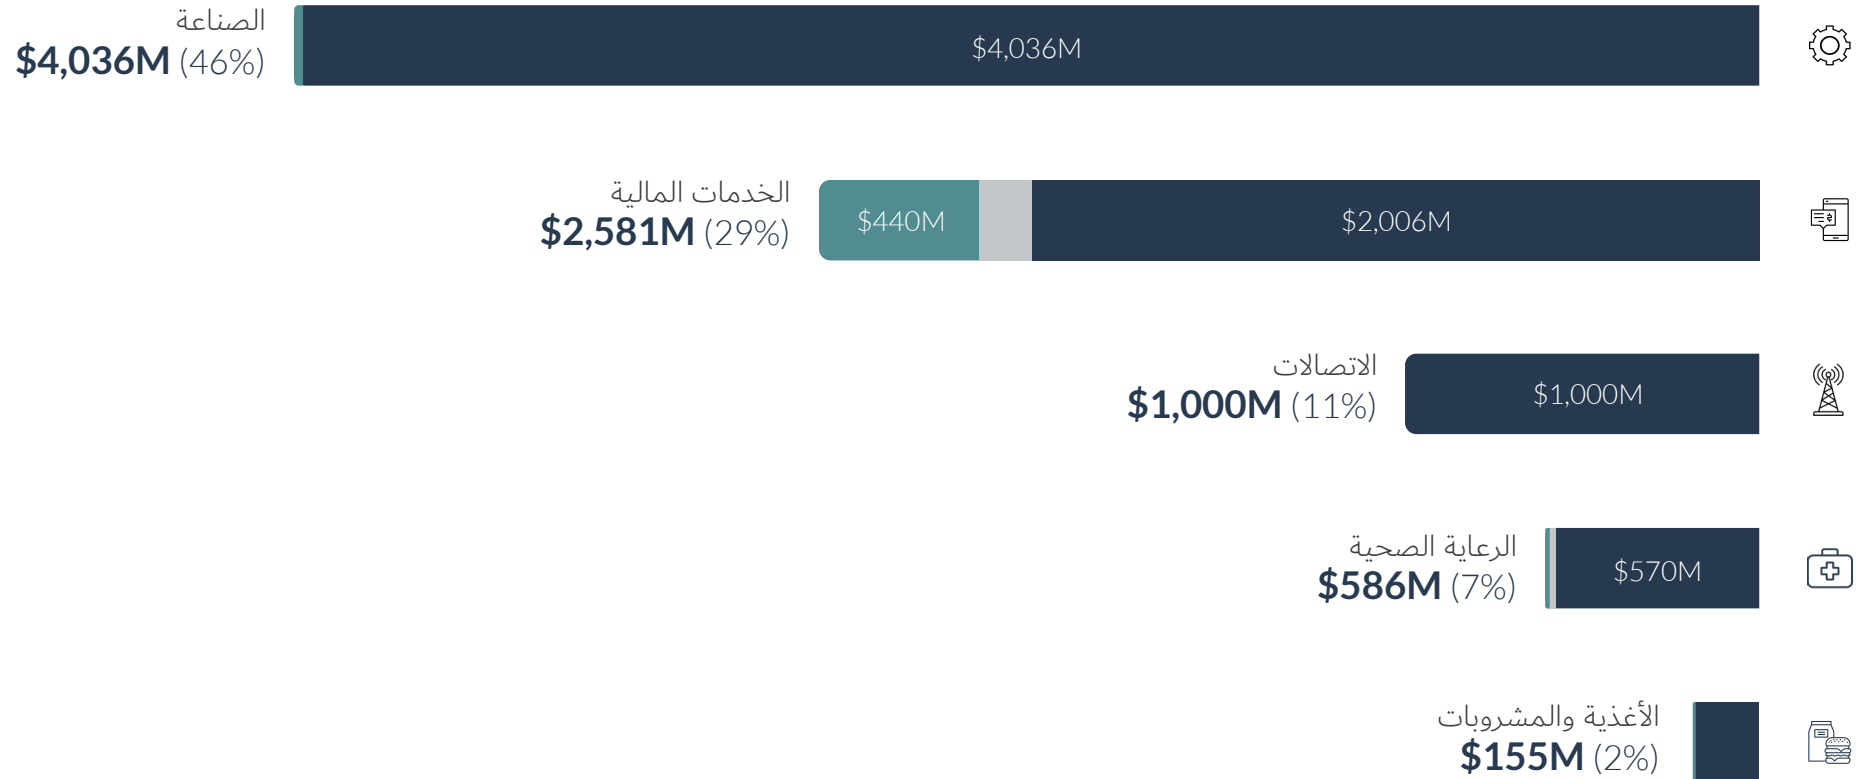 الصناعة
$4,036M (46%)
$4,036M
الخدمات المالية
$2,581M (29%)
$440M
$2,006M
الاتصالات
$1,000M (11%)
$1,000M
الرعاية الصحية
$586M (7%)
$570M
الأغذية والمشروبات
$155M (2%)